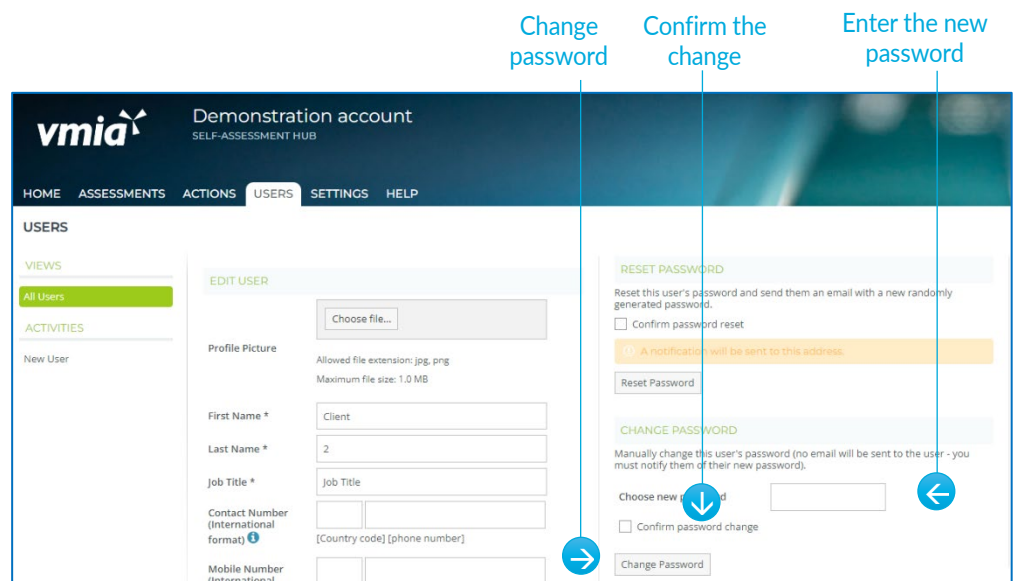 Change
password
Confirm the
change
Enter the new
password
vmia
Demonstration account
SELF-ASSESSMENT HUB
HOME ASSESSMENTS ACTIONS USERS SETTINGS HELP
USERS
VIEWS
All Users
ACTIVITIES
New User
EDIT USER
Profile Picture
Choose file...
Allowed file extension: jpg, png
Maximum file size: 1.0 MB
First Name *
Client
Last Name *
2
Job Title *
Job Title
Contact Number
(International
format)
[Country code] [phone number]
Mobile Number
(International
RESET PASSWORD
Reset this user's password and send them an email with a new randomly
generated password.
Confirm password reset
A notification will be sent to this address:
Reset Password
CHANGE PASSWORD
Manually change this user's password (no email will be sent to the user - you
must notify them of their new password).
Choose new password
Confirm password change
Change Password